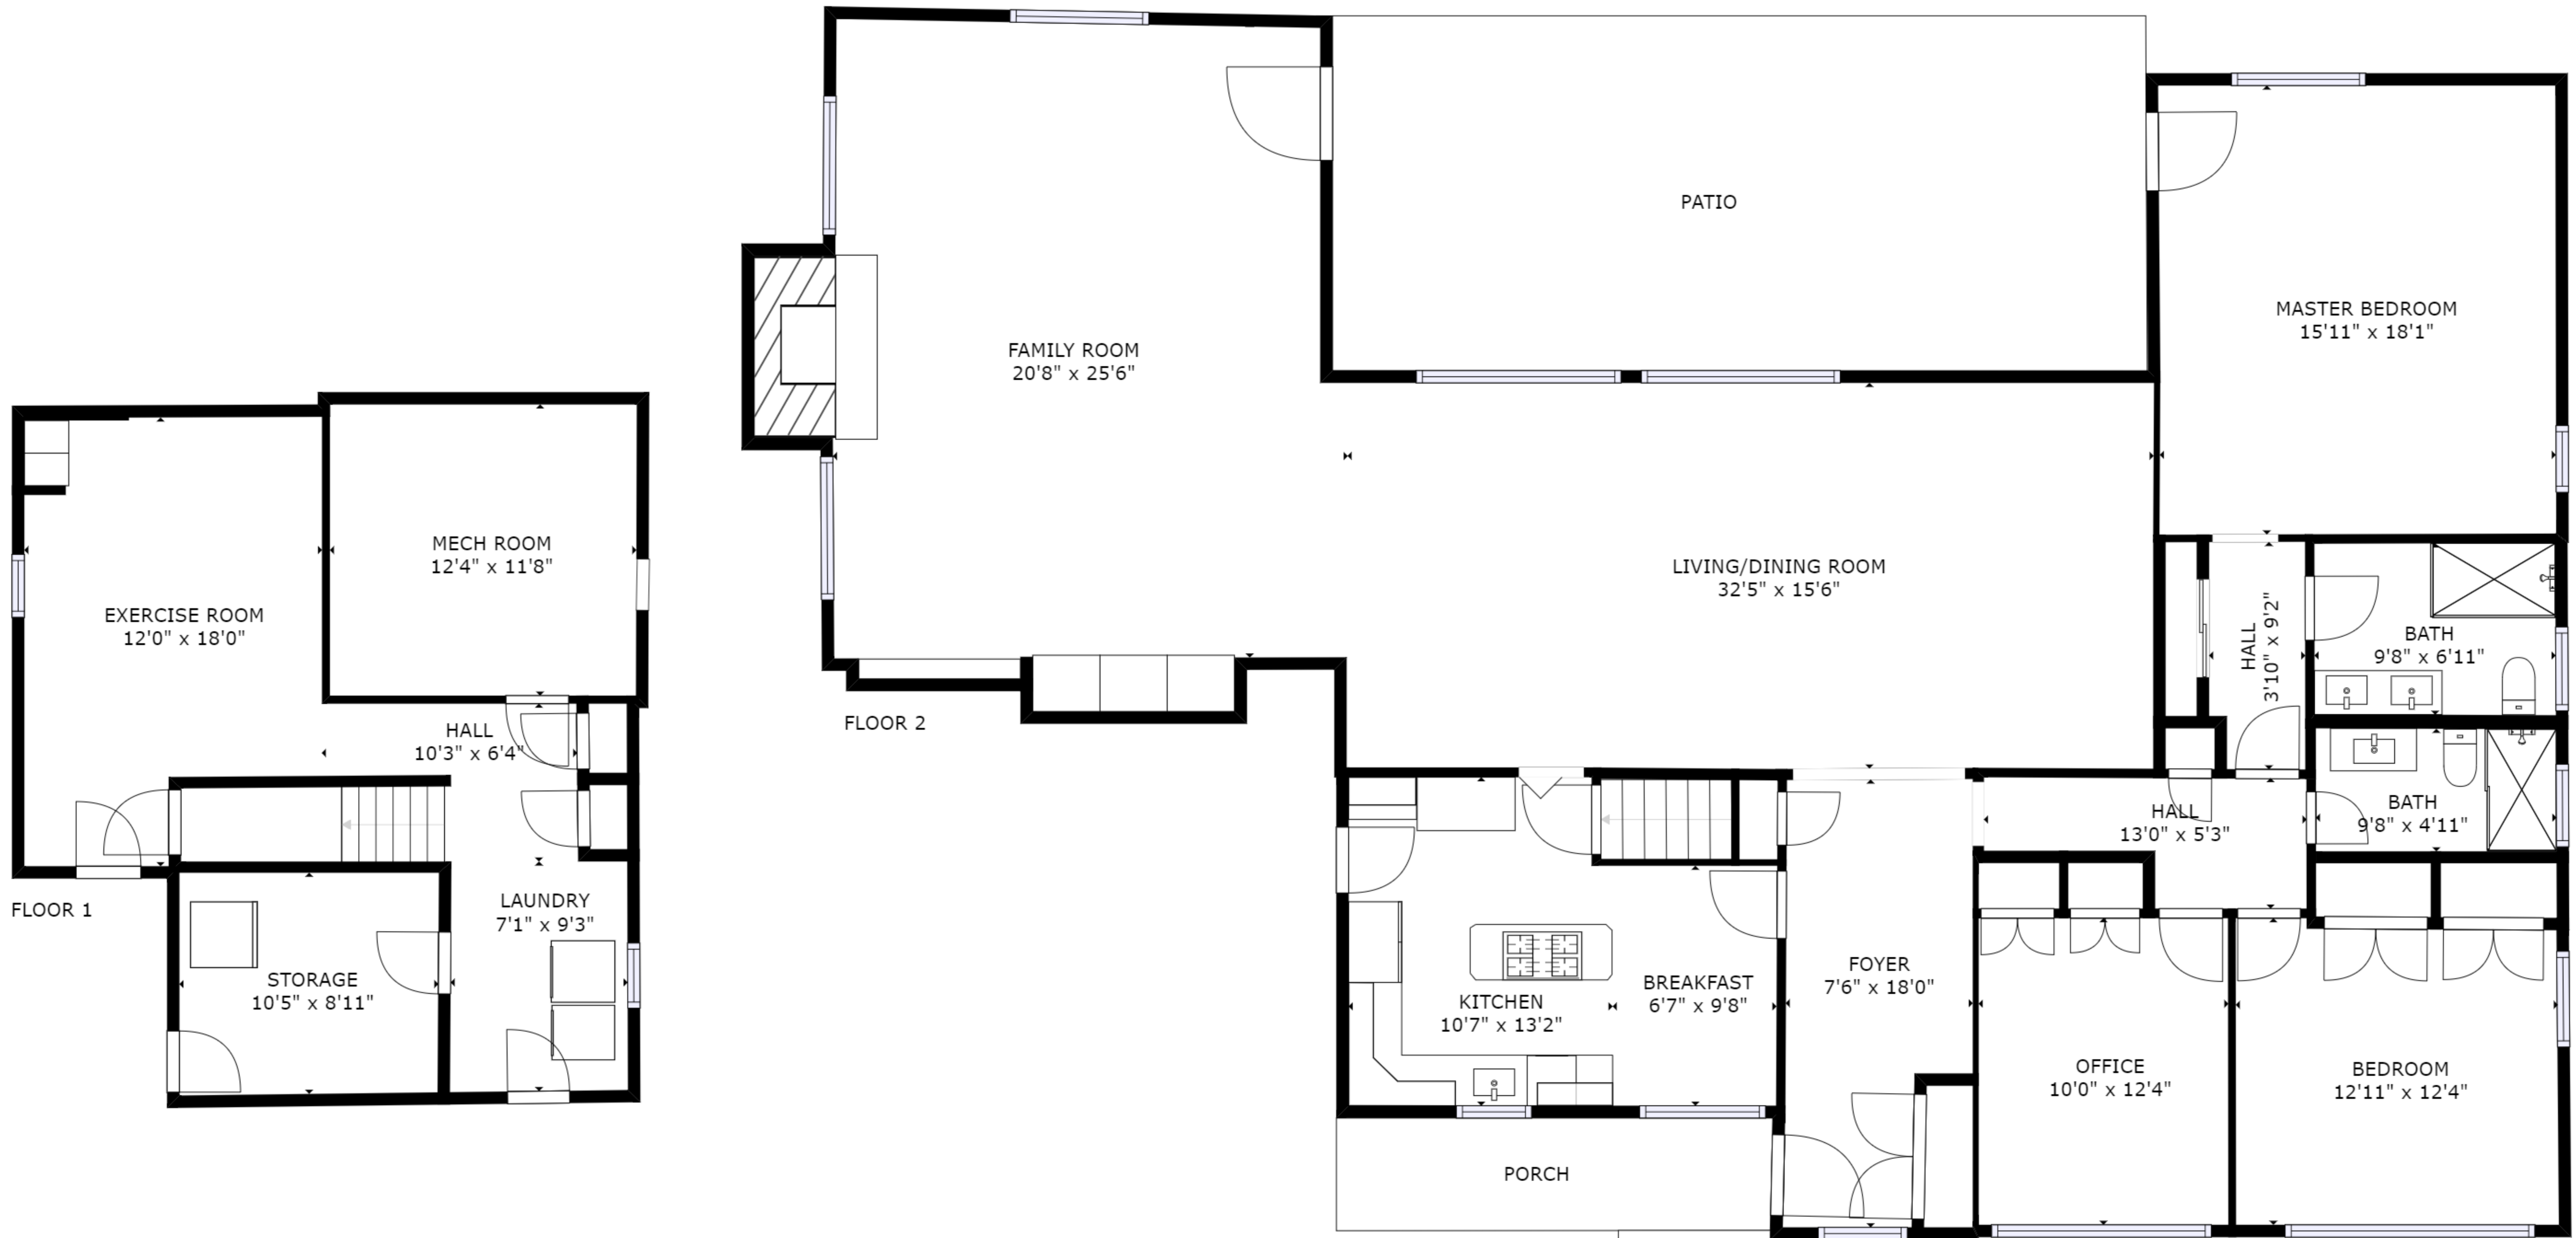 EXERCISE ROOM
12'0" x 18'0"
MECH ROOM
12'4" x 11'8"
HALL
10'3" x 6'4"
LAUNDRY
7'1" x 9'3"
STORAGE
10'5" x 8'11"
FLOOR 1
FAMILY ROOM
20'8" x 25'6"
PATIO
MASTER BEDROOM
15'11" x 18'1"
LIVING/DINING ROOM
32'5" x 15'6"
HALL
3'10" x 9'2"
BATH
9'8" x 6'11"
BATH
9'8" x 4'11"
HALL
13'0" x 5'3"
FLOOR 2
KITCHEN
10'7" x 13'2"
BREAKFAST
6'7" x 9'8"
FOYER
7'6" x 18'0"
OFFICE
10'0" x 12'4"
BEDROOM
12'11" x 12'4"
PORCH